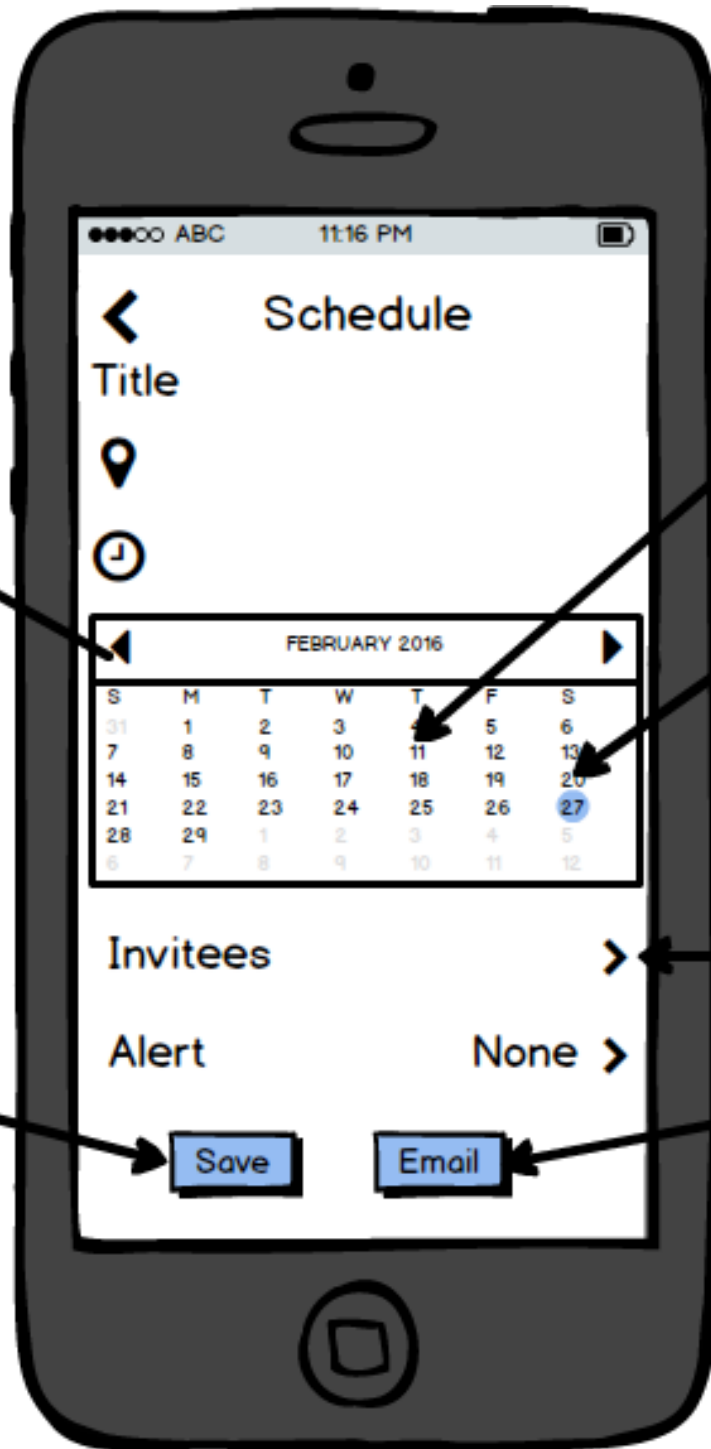 ABC 11:16 PM
Schedule
Title
FEBRUARY 2016
S M T W T F S
31 1 2 3 4 5 6
7 8 9 10 11 12 13
14 15 16 17 18 19 20
21 22 23 24 25 26 27
28 29 1 2 3 4 5
6 7 8 9 10 11 12
Invitees
Alert None
Save Email